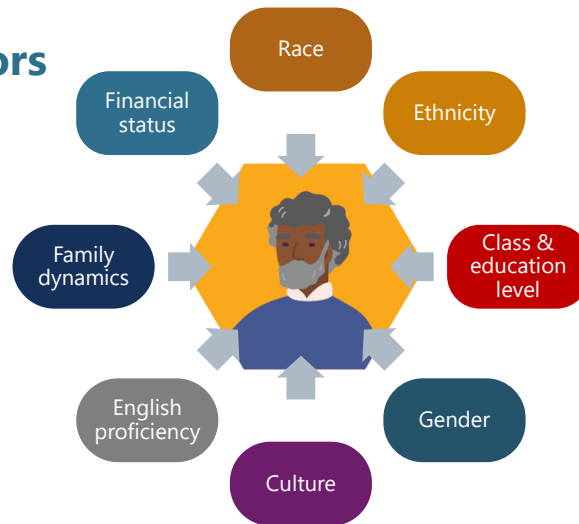 ors
Race
Financial
status
Ethnicity
Family
dynamics
Class &
education
level
English
proficiency
Gender
Culture